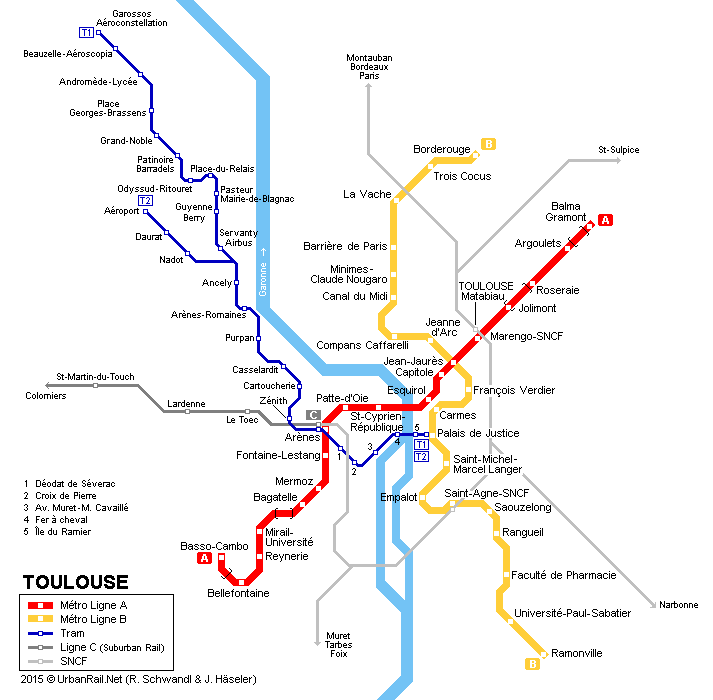 Garossos
Aéroconstellation
T1
Beauzelle-Aéroscopia
Andromède-Lycée
Place
Georges-Brassens
Grand-Noble
Patinoire
Barradels
Place-du-Relais
Odyssud-Ritouret
Pasteur
Mairie-de-Blagnac
T2
Aéroport
Guyenne
Berry
Daurat
Servanty
Airbus
Nadot
Ancely
Arènes-Romaines
Purpan
Casselardit
Cartoucherie
Zénith
Garonne →
Montauban
Bordeaux
Paris
Borderouge
B
Trois Cocus
St-Sulpice
La Vache
Balma
Gramont
A
Barrière de Paris
Argoulets
Minimes-
Claude Nougaro
Canal du Midi
TOULOUSE
Matabiau
Roseraie
Jolimont
Jeanne
d'Arc
Marengo-SNCF
Compans Caffarelli
Jean-Jaurès
Capitole
Esquirol
François Verdier
St-Martin-du-Touch
Colomiers
Lardenne
Le Toec
C
Arènes
Patte-d'Oie
St-Cyprien-
République
Carmes
Palais de Justice
1
2
3
4
5
T1
T2
Fontaine-Lestang
Saint-Michel-
Marcel Langer
Mermoz
Bagatelle
Empalot
Saint-Agne-SNCF
Saouzelong
Mirail-
Université
Rangueil
Reynerie
Basso-Cambo
A
Bellefontaine
Faculté de Pharmacie
Université-Paul-Sabatier
Narbonne
Muret
Tarbes
Foix
Ramonville
B
1 Déodat de Séverac
2 Croix de Pierre
3 Av. Muret-M. Cavaillé
4 Fer à cheval
5 Île du Ramier
TOULOUSE
Métro Ligne A
Métro Ligne B
Tram
Ligne C (Suburban Rail)
SNCF
2015 © UrbanRail.Net (R. Schwandl & J. Häseler)